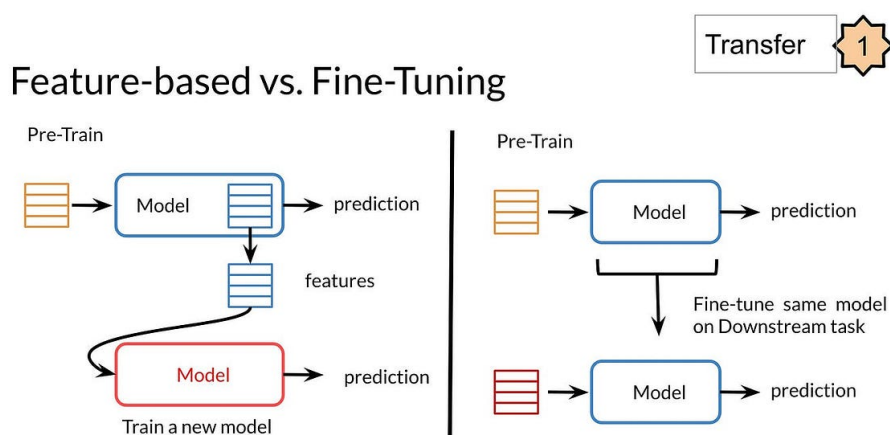 Transfer 1
Feature-based vs. Fine-Tuning
Pre-Train
Model
prediction
features
Model
prediction
Train a new model
Pre-Train
Model
prediction
Fine-tune same model
on Downstream task
Model
prediction